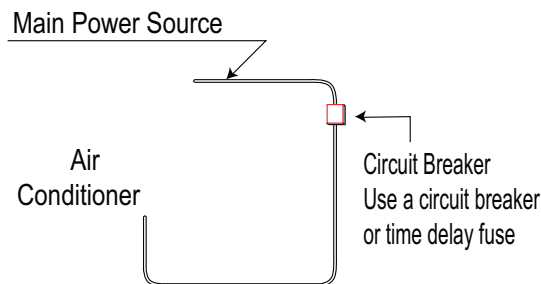 Main Power Source
Air
Conditioner
Circuit Breaker
Use a circuit breaker
or time delay fuse